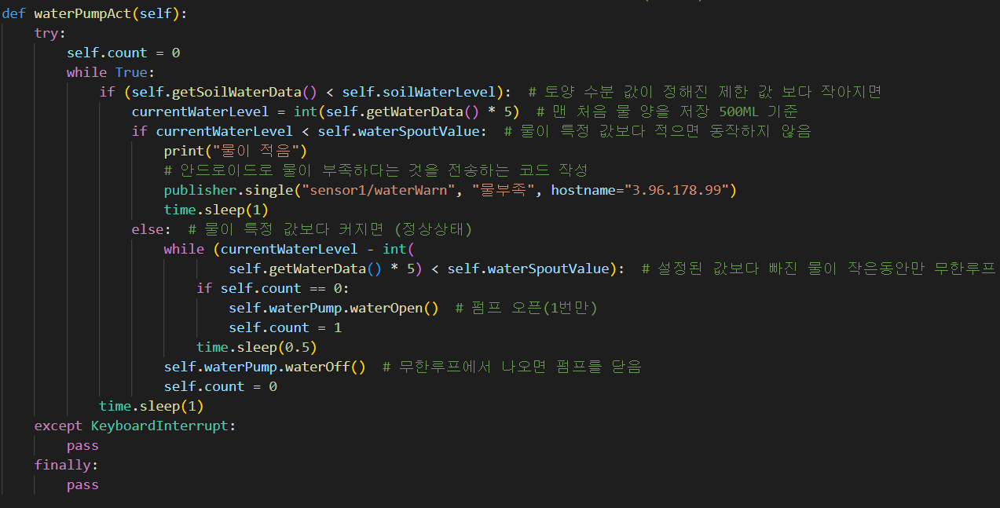 def waterPumpAct(self):
    try:
        self.count = 0
        while True:
            if (self.getSoilWaterData() < self.soilWaterLevel):  # 토양 수분 값이 정해진 제한 값 보다 작아지면
                currentWaterLevel = int(self.getWaterData() * 5)  # 맨 처음 물 양을 저장 500ML 기준
                if currentWaterLevel < self.waterSpoutValue:  # 물이 특정 값보다 적으면 동작하지 않음
                    print("물이 적음")
                    # 안드로이드로 물이 부족하다는 것을 전송하는 코드 작성
                    publisher.single("sensor1/waterWarn", "물부족", hostname="3.96.178.99")
                    time.sleep(1)
                else:  # 물이 특정 값보다 커지면 (정상상태)
                    while (currentWaterLevel - int(
                            self.getWaterData() * 5) < self.waterSpoutValue):  # 설정된 값보다 빠진 물이 작은동안만 무한루프
                        if self.count == 0:
                            self.waterPump.waterOpen()  # 펌프 오픈(1번만)
                            self.count = 1
                        time.sleep(0.5)
                    self.waterPump.waterOff()  # 무한루프에서 나오면 펌프를 닫음
                    self.count = 0
            time.sleep(1)
    except KeyboardInterrupt:
        pass
    finally:
        pass